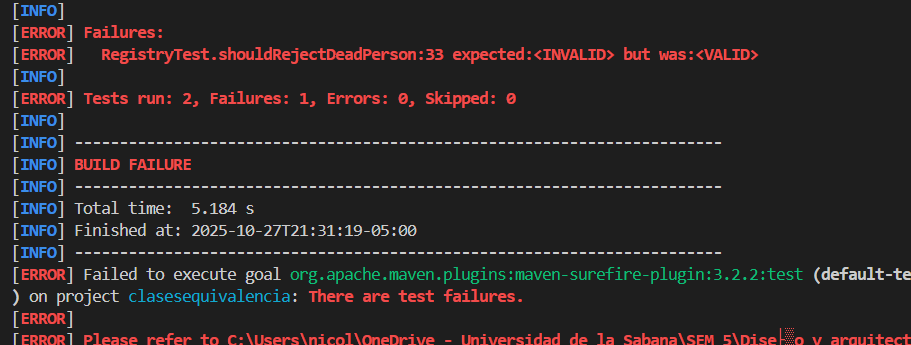 [INFO]
[ERROR] Failures:
[ERROR]   RegistryTest.shouldRejectDeadPerson:33 expected:<INVALID> but was:<VALID>
[INFO]
[ERROR] Tests run: 2, Failures: 1, Errors: 0, Skipped: 0
[INFO]
[INFO] ------------------------------------------------------------------------
[INFO] BUILD FAILURE
[INFO] ------------------------------------------------------------------------
[INFO] Total time:  5.184 s
[INFO] Finished at: 2025-10-27T21:31:19-05:00
[INFO] ------------------------------------------------------------------------
[ERROR] Failed to execute goal org.apache.maven.plugins:maven-surefire-plugin:3.2.2:test (default-te
) on project clasesequivalencia: There are test failures.
[ERROR]
[ERROR] Please refer to C:\Users\nicol\OneDrive - Universidad de la Sabana\SEM 5\Dise├▒o y arquitect